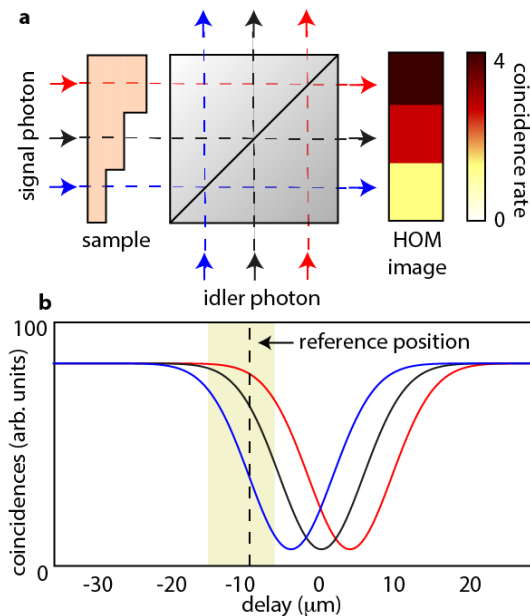 a
signal photon
sample
idler photon
HOM
image
4
0
coincidence rate
b
100
0
coincidences (arb. units)
reference position
-30
-20
-10
0
10
20
delay (μm)